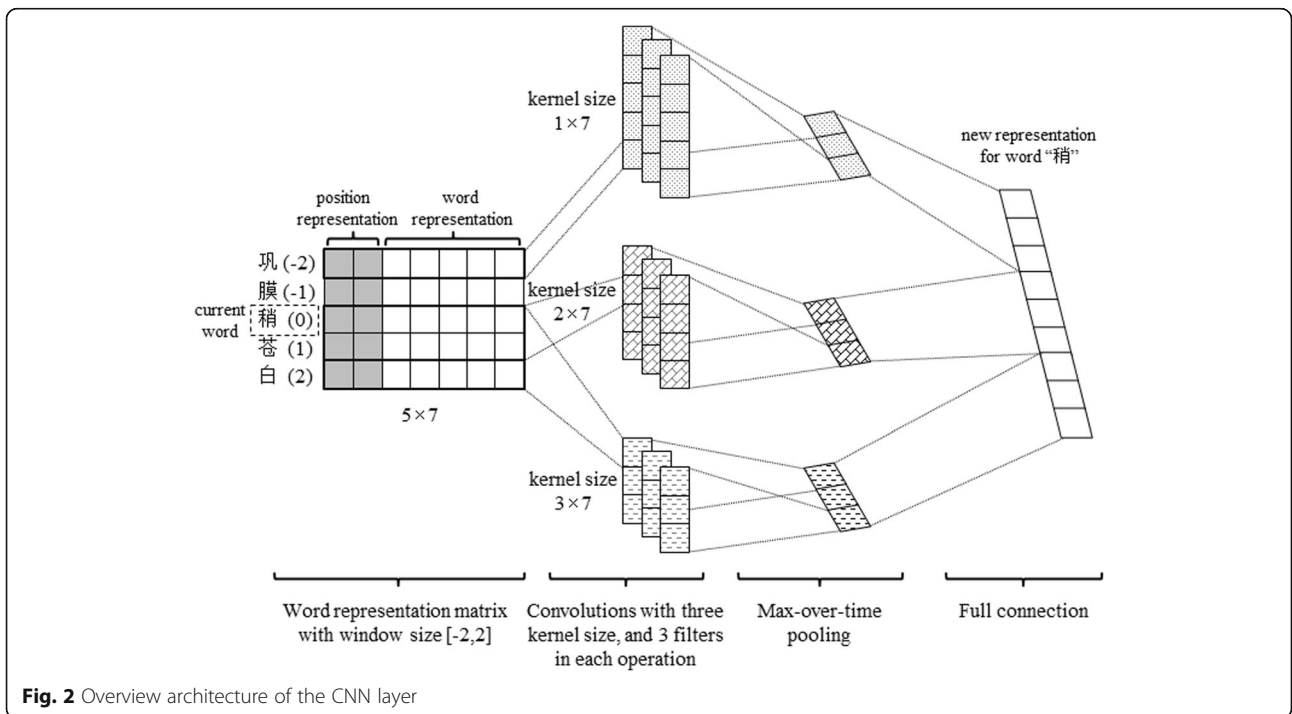 kernel size
1×7
new representation
for word “稍”
position
representation
word
representation
巩 (-2)
膜 (-1)
current
word
稍 (0)
苍 (1)
白 (2)
5×7
kernel size
2×7
kernel size
3×7
Word representation matrix
with window size [-2,2]
Convolutions with three
kernel size, and 3 filters
in each operation
Max-over-time
pooling
Full connection
Fig. 2 Overview architecture of the CNN layer